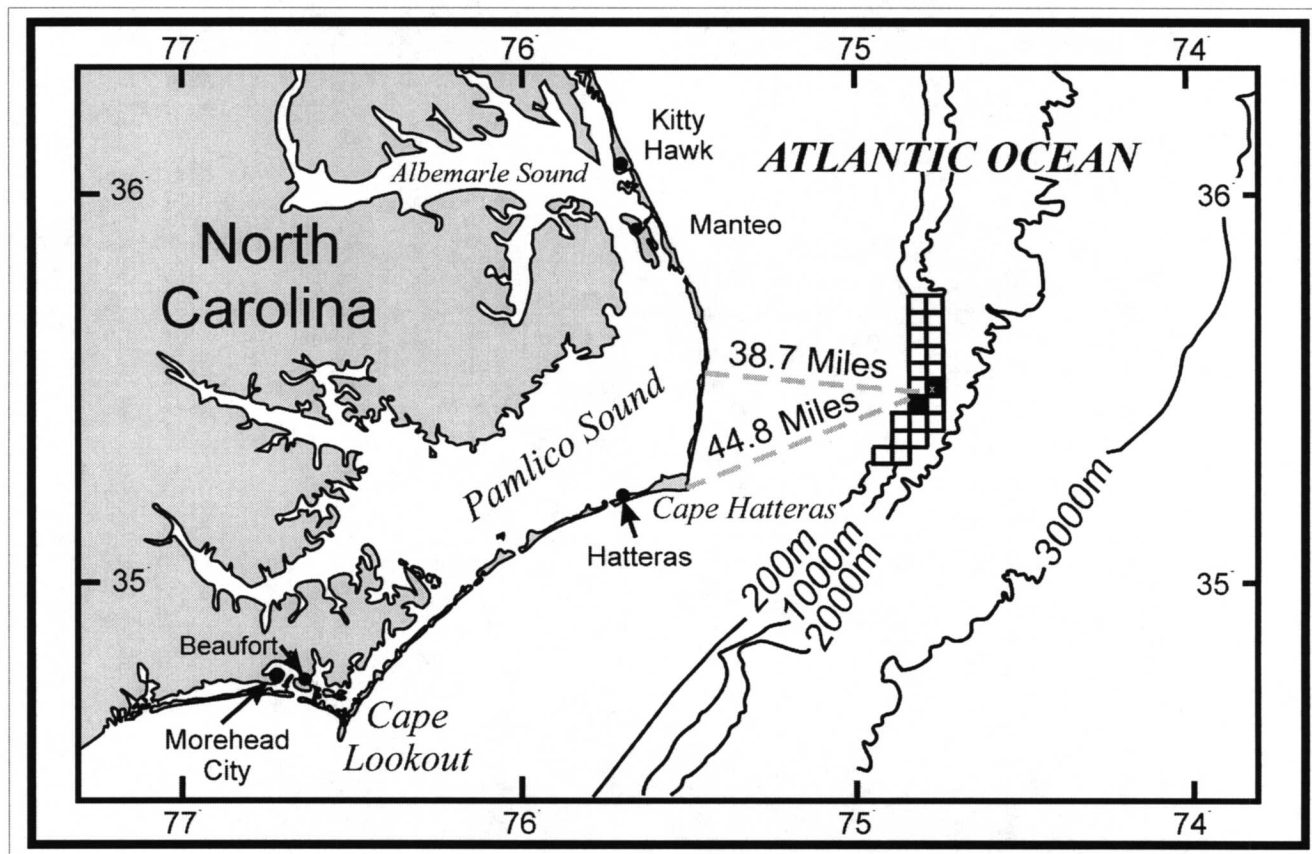 77°
76°
75°
74°
Kitty
Hawk
ATLANTIC OCEAN
Albemarle Sound
36°
36°
Manteo
North
Carolina
38.7 Miles
44.8 Miles
Pamlico Sound
Cape Hatteras
Hatteras
3000m
200m
1000m
2000m
35°
35°
Beaufort
Cape
Lookout
Morehead
City
77°
76°
75°
74°